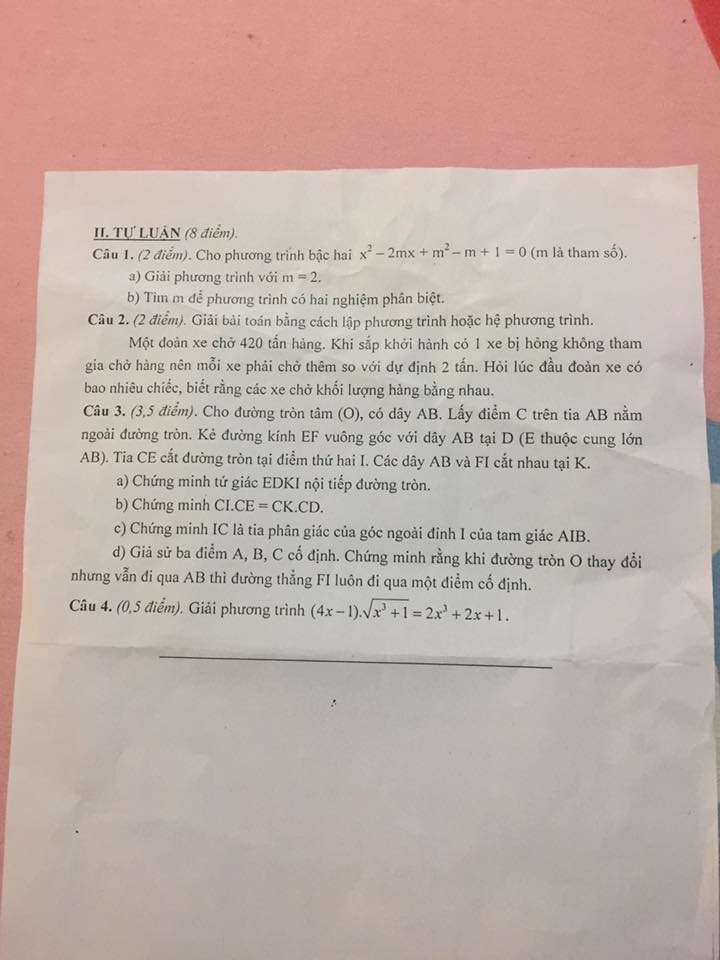 II. TỰ LUẬN (8 điểm).
Câu 1. (2 điểm). Cho phương trình bậc hai x² – 2mx + m² – m + 1 = 0 (m là tham số).
a) Giải phương trình với m = 2.
b) Tìm m để phương trình có hai nghiệm phân biệt.
Câu 2. (2 điểm). Giải bài toán bằng cách lập phương trình hoặc hệ phương trình.
Một đoàn xe chở 420 tấn hàng. Khi sắp khởi hành có 1 xe bị hỏng không tham
gia chở hàng nên mỗi xe phải chở thêm so với dự định 2 tấn. Hỏi lúc đầu đoàn xe có
bao nhiêu chiếc, biết rằng các xe chở khối lượng hàng bằng nhau.
Câu 3. (3,5 điểm). Cho đường tròn tâm (O), có dây AB. Lấy điểm C trên tia AB nằm
ngoài đường tròn. Kẻ đường kính EF vuông góc với dây AB tại D (E thuộc cung lớn
AB). Tia CE cắt đường tròn tại điểm thứ hai I. Các dây AB và FI cắt nhau tại K.
a) Chứng minh tứ giác EDKI nội tiếp đường tròn.
b) Chứng minh CI.CE = CK.CD.
c) Chứng minh IC là tia phân giác của góc ngoài đỉnh I của tam giác AIB.
d) Giả sử ba điểm A, B, C cố định. Chứng minh rằng khi đường tròn O thay đổi
nhưng vẫn đi qua AB thì đường thẳng FI luôn đi qua một điểm cố định.
Câu 4. (0,5 điểm). Giải phương trình (4x – 1).√(x³ + 1) = 2x³ + 2x + 1.